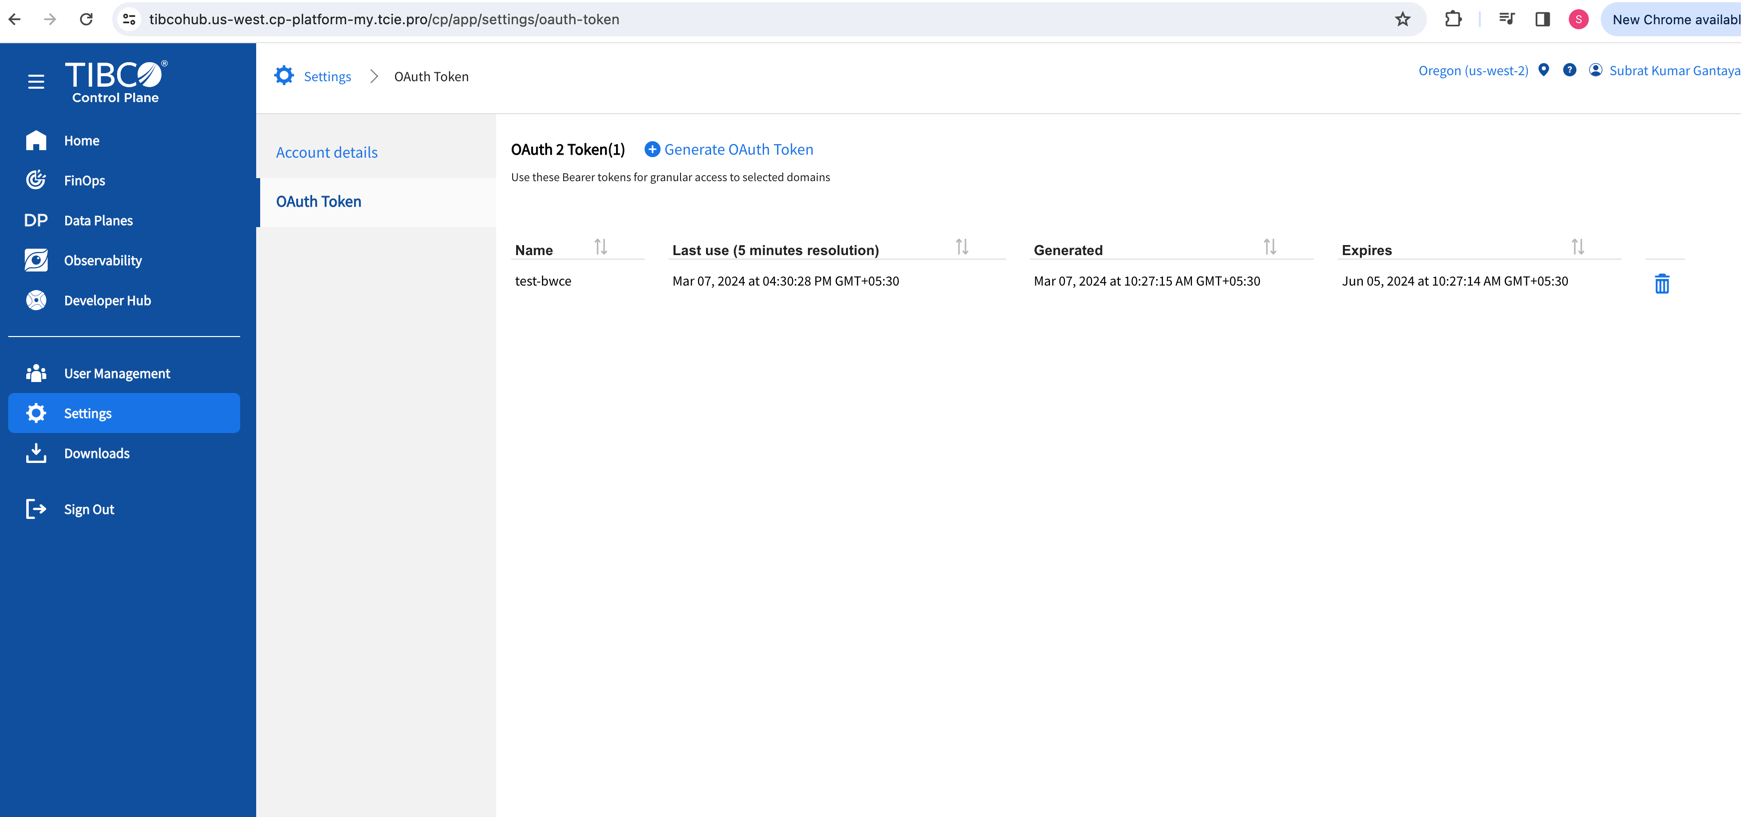 tibcohub.us-west.cp-platform-my.tcie.pro/cp/app/settings/oauth-token
S
New Chrome availabl
TIBCO®
Control Plane
Settings
OAuth Token
Oregon (us-west-2)
?
Subrat Kumar Gantaya
Home
FinOps
DP Data Planes
Observability
Developer Hub
User Management
Settings
Downloads
Sign Out
Account details
OAuth Token
OAuth 2 Token(1)
Generate OAuth Token
Use these Bearer tokens for granular access to selected domains
Name Last use (5 minutes resolution) Generated Expires
test-bwce Mar 07, 2024 at 04:30:28 PM GMT+05:30 Mar 07, 2024 at 10:27:15 AM GMT+05:30 Jun 05, 2024 at 10:27:14 AM GMT+05:30